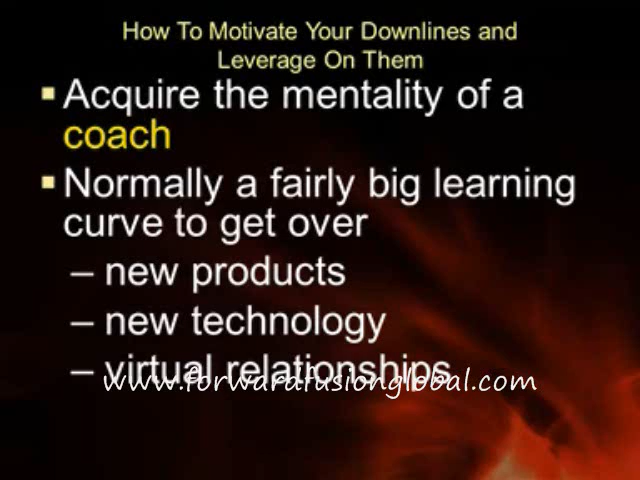 How To Motivate Your Downlines and
Leverage On Them
▪ Acquire the mentality of a
coach
▪ Normally a fairly big learning
curve to get over
– new products
– new technology
– virtual relationships
www.forwardfusionglobal.com